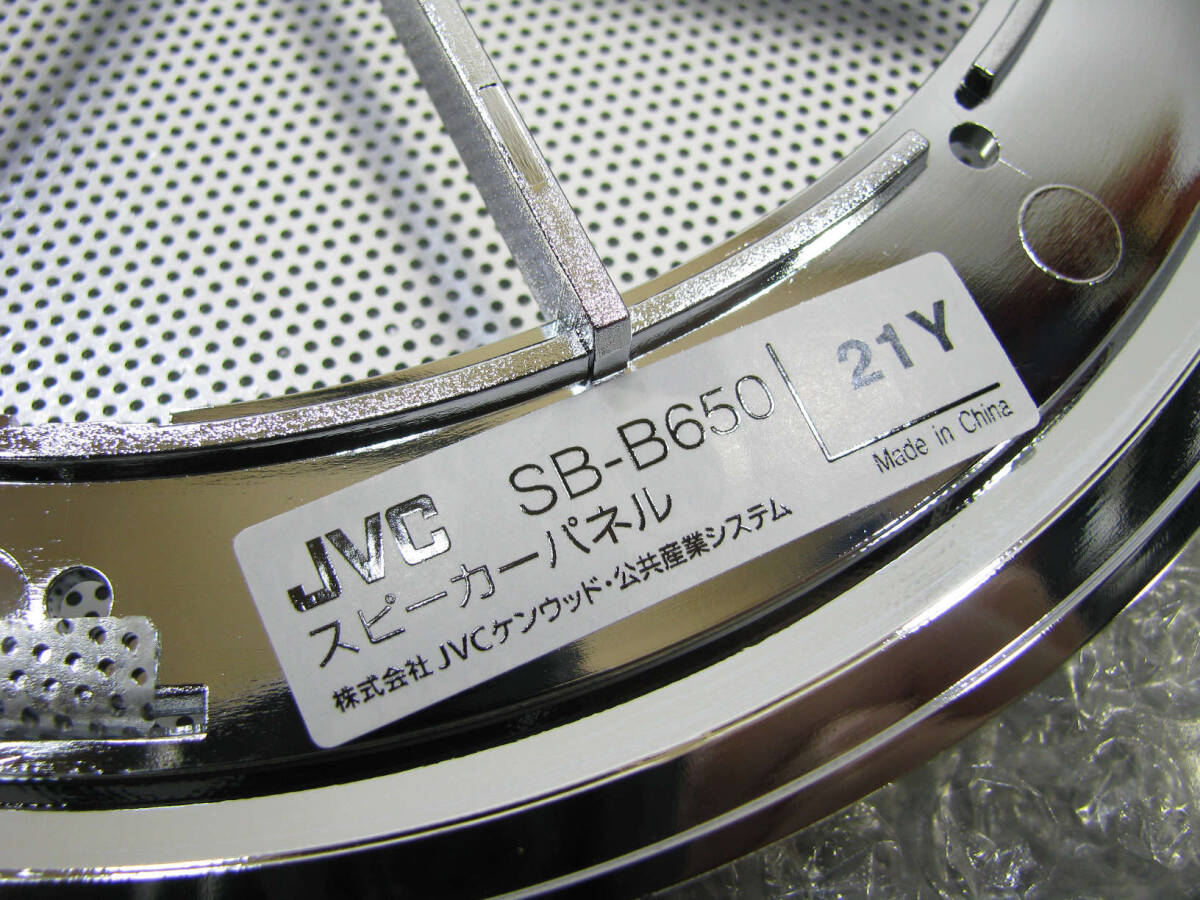 JVC SB-B650
スピーカーパネル
株式会社 JVCケンウッド・公共産業システム
21Y
Made in China